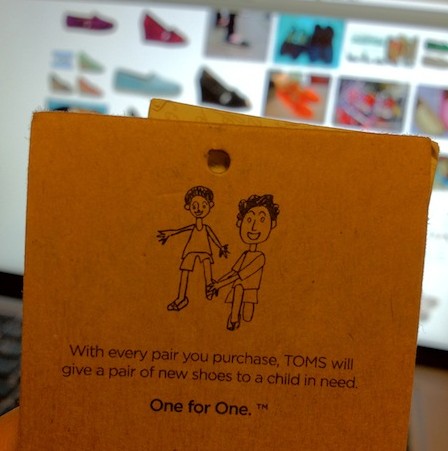 With every pair you purchase, TOMS will
give a pair of new shoes to a child in need.
One for One. ™